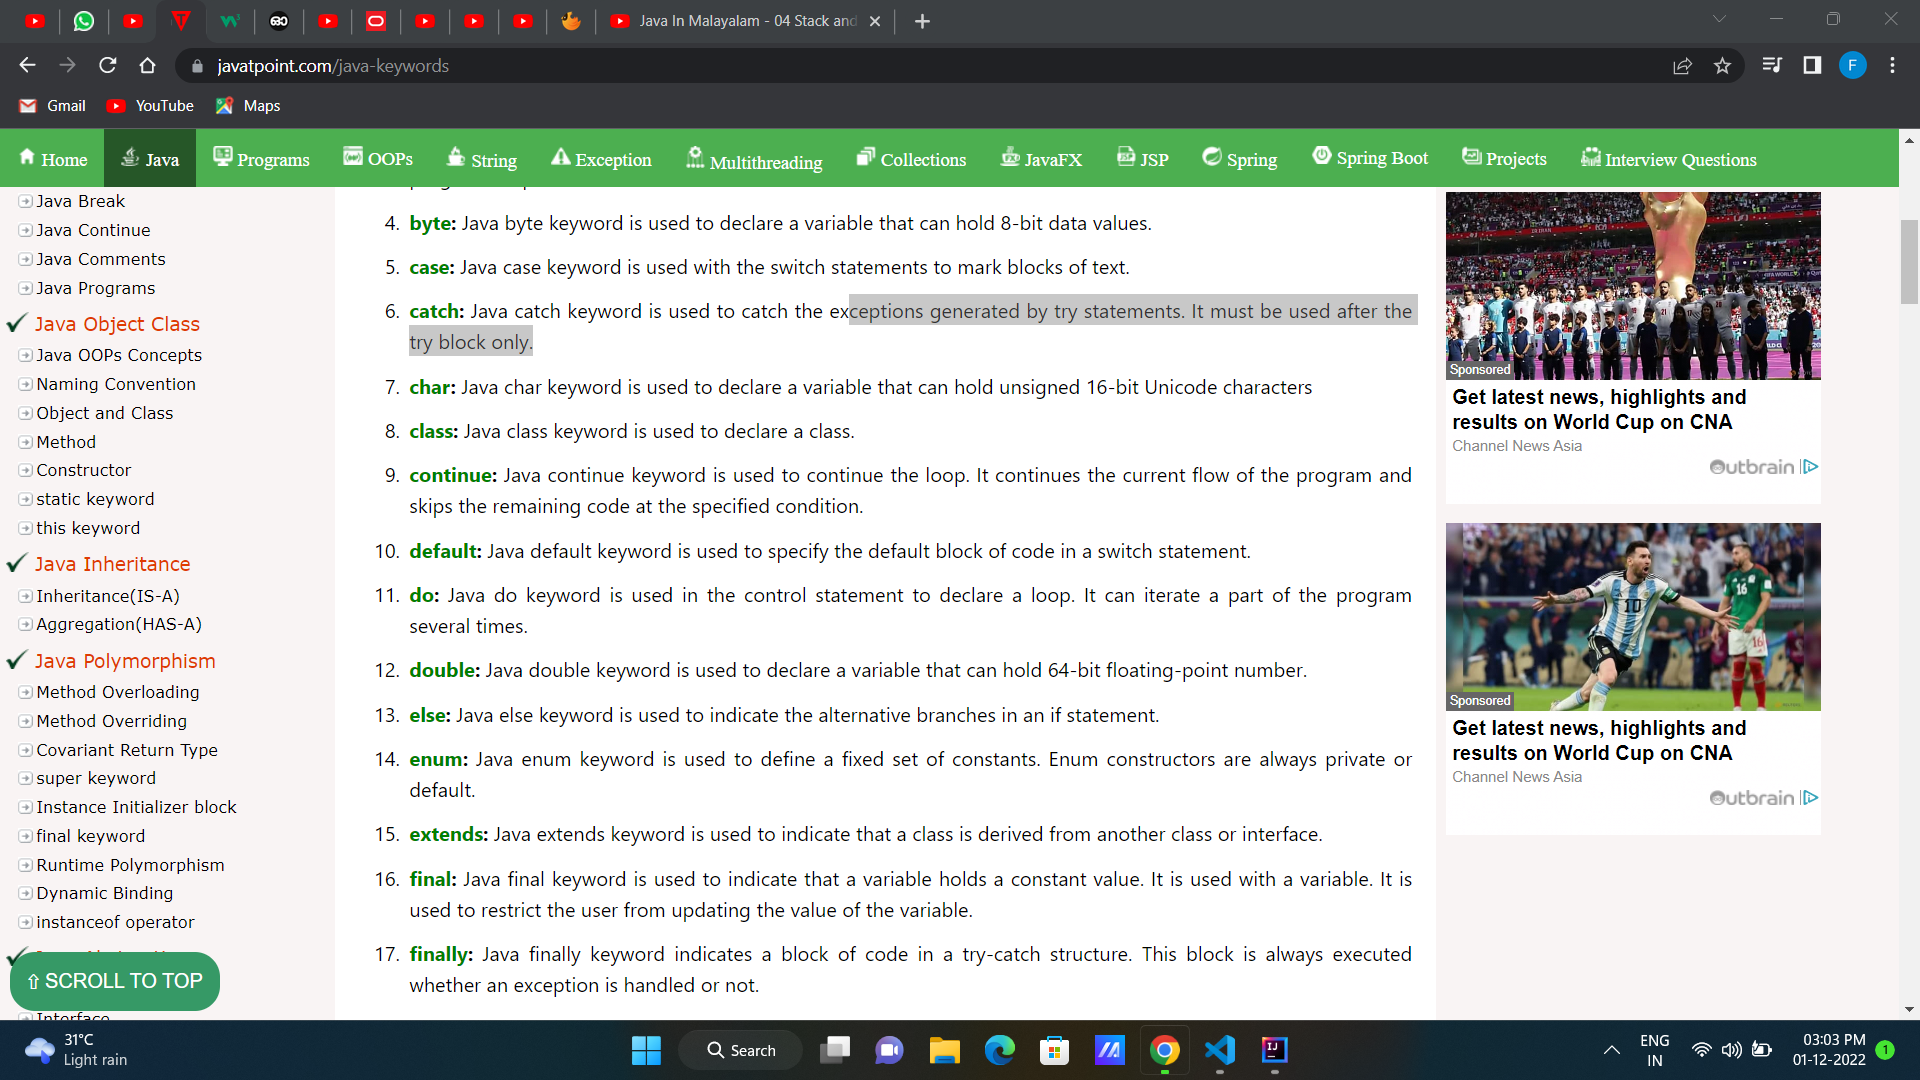 Java In Malayalam - 04 Stack and
javatpoint.com/java-keywords
F
Gmail YouTube Maps
Home Java Programs OOPs String Exception Multithreading Collections JavaFX JSP Spring Spring Boot Projects Interview Questions
Java Break
Java Continue
Java Comments
Java Programs
Java Object Class
Java OOPs Concepts
Naming Convention
Object and Class
Method
Constructor
static keyword
this keyword
Java Inheritance
Inheritance(IS-A)
Aggregation(HAS-A)
Java Polymorphism
Method Overloading
Method Overriding
Covariant Return Type
super keyword
Instance Initializer block
final keyword
Runtime Polymorphism
Dynamic Binding
instanceof operator
⇧ SCROLL TO TOP
Interface
4. byte: Java byte keyword is used to declare a variable that can hold 8-bit data values.
5. case: Java case keyword is used with the switch statements to mark blocks of text.
6. catch: Java catch keyword is used to catch the exceptions generated by try statements. It must be used after the
try block only.
7. char: Java char keyword is used to declare a variable that can hold unsigned 16-bit Unicode characters
8. class: Java class keyword is used to declare a class.
9. continue: Java continue keyword is used to continue the loop. It continues the current flow of the program and
skips the remaining code at the specified condition.
10. default: Java default keyword is used to specify the default block of code in a switch statement.
11. do: Java do keyword is used in the control statement to declare a loop. It can iterate a part of the program
several times.
12. double: Java double keyword is used to declare a variable that can hold 64-bit floating-point number.
13. else: Java else keyword is used to indicate the alternative branches in an if statement.
14. enum: Java enum keyword is used to define a fixed set of constants. Enum constructors are always private or
default.
15. extends: Java extends keyword is used to indicate that a class is derived from another class or interface.
16. final: Java final keyword is used to indicate that a variable holds a constant value. It is used with a variable. It is
used to restrict the user from updating the value of the variable.
17. finally: Java finally keyword indicates a block of code in a try-catch structure. This block is always executed
whether an exception is handled or not.
Sponsored
Get latest news, highlights and
results on World Cup on CNA
Channel News Asia
Outbrain
10
16
Sponsored
Get latest news, highlights and
results on World Cup on CNA
Channel News Asia
Outbrain
31°C
Light rain
Search
ENG
IN
03:03 PM
01-12-2022
1